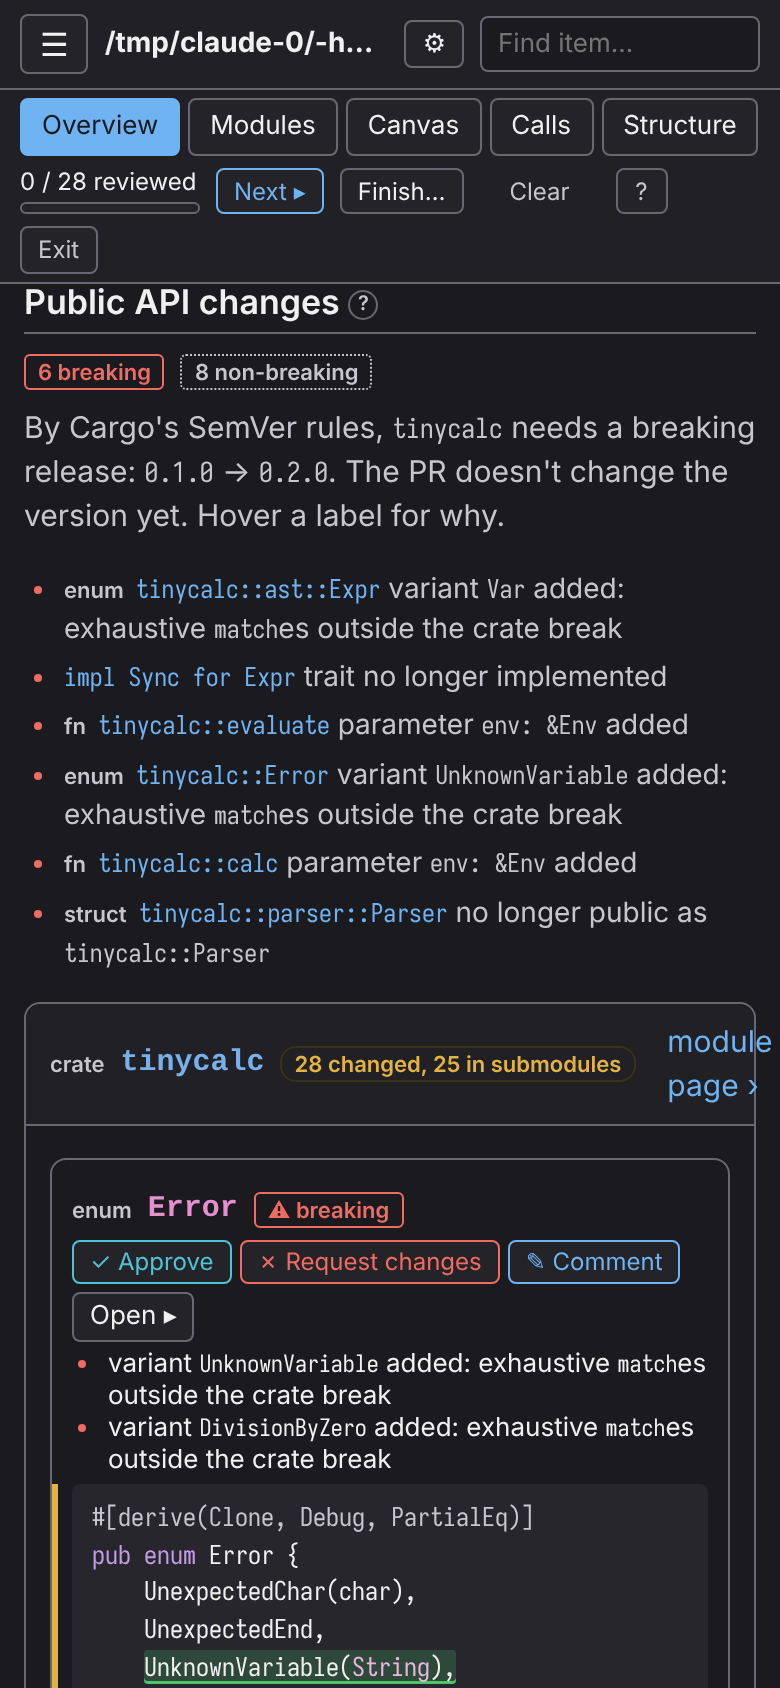 ☰ /tmp/claude-0/-h... ⚙ Find item...
Overview Modules Canvas Calls Structure
0 / 28 reviewed Next ▸ Finish... Clear ?
Exit
Public API changes ?
6 breaking 8 non-breaking
By Cargo's SemVer rules, tinycalc needs a breaking
release: 0.1.0 → 0.2.0. The PR doesn't change the
version yet. Hover a label for why.
• enum tinycalc::ast::Expr variant Var added:
exhaustive matches outside the crate break
• impl Sync for Expr trait no longer implemented
• fn tinycalc::evaluate parameter env: &Env added
• enum tinycalc::Error variant UnknownVariable added:
exhaustive matches outside the crate break
• fn tinycalc::calc parameter env: &Env added
• struct tinycalc::parser::Parser no longer public as
tinycalc::Parser
crate tinycalc 28 changed, 25 in submodules module
page ›
enum Error ⚠ breaking
✓ Approve × Request changes ✎ Comment
Open ▸
• variant UnknownVariable added: exhaustive matches
outside the crate break
• variant DivisionByZero added: exhaustive matches
outside the crate break
#[derive(Clone, Debug, PartialEq)]
pub enum Error {
UnexpectedChar(char),
UnexpectedEnd,
UnknownVariable(String),